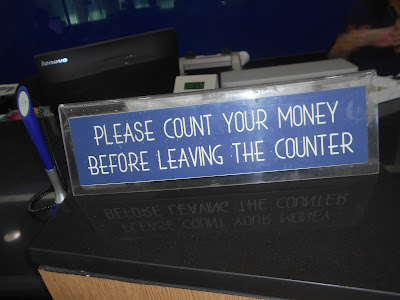 lenovo
PLEASE COUNT YOUR MONEY
BEFORE LEAVING THE COUNTER